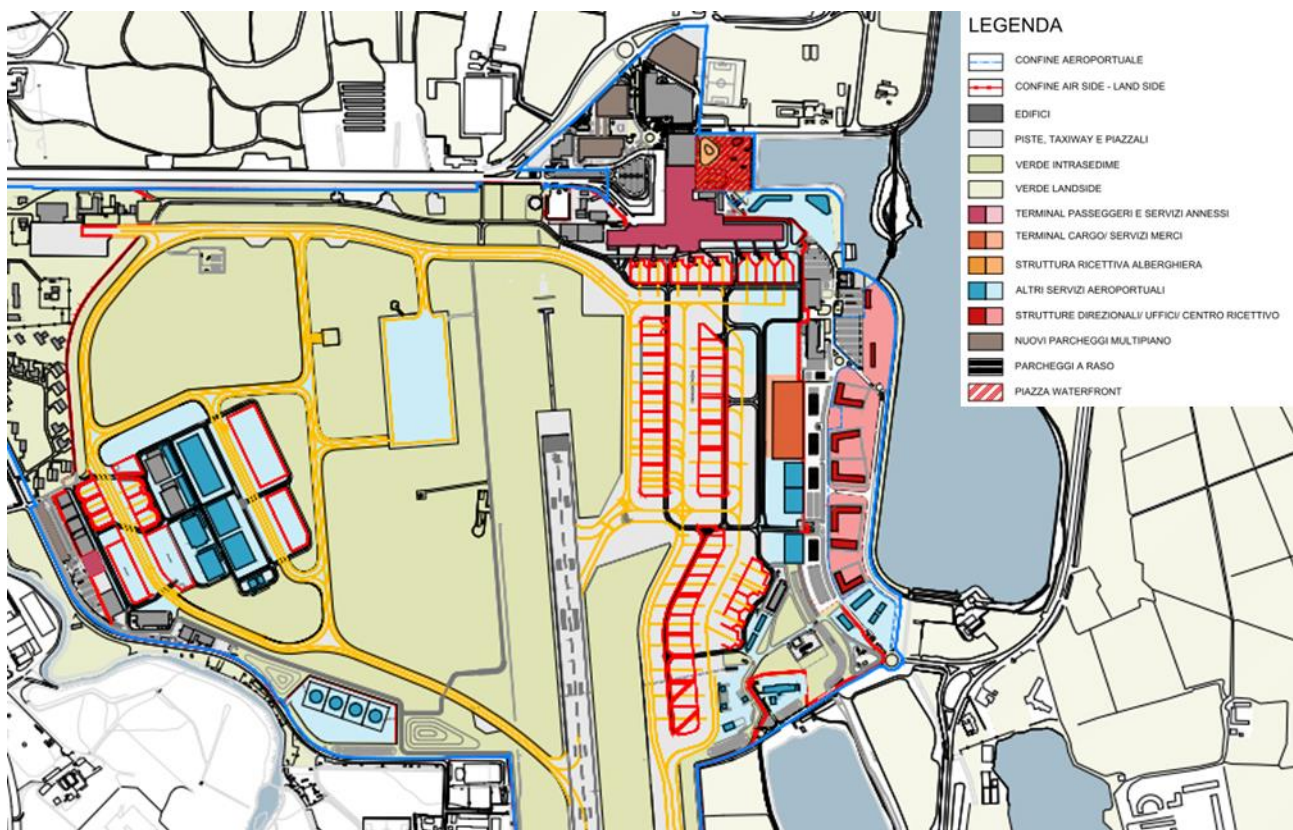 LEGENDA
CONFINE AEROPORTUALE
CONFINE AIR SIDE - LAND SIDE
EDIFICI
PISTE, TAXIWAY E PIAZZALI
VERDE INTRASEDIME
VERDE LANDSIDE
TERMINAL PASSEGGERI E SERVIZI ANNESSI
TERMINAL CARGO/ SERVIZI MERCI
STRUTTURA RICETTIVA ALBERGHIERA
ALTRI SERVIZI AEROPORTUALI
STRUTTURE DIREZIONALI/ UFFICI/ CENTRO RICETTIVO
NUOVI PARCHEGGI MULTIPIANO
PARCHEGGI A RASO
PIAZZA WATERFRONT